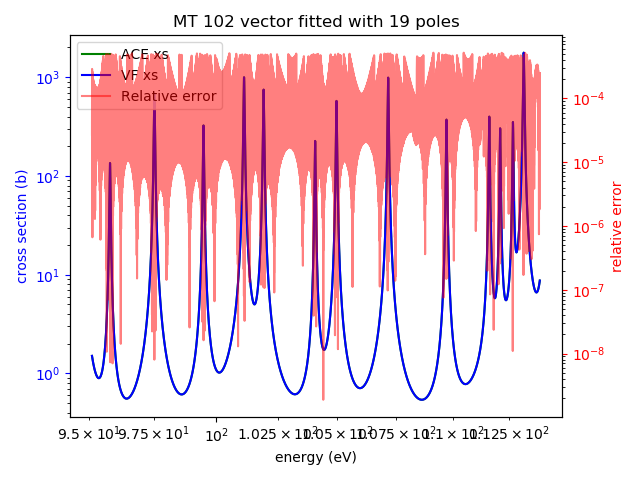 MT 102 vector fitted with 19 poles
ACE xs
VF xs
Relative error
cross section (b)
10³
10²
10¹
10⁰
relative error
10⁻⁴
10⁻⁵
10⁻⁶
10⁻⁷
10⁻⁸
9.5 × 10¹ 9.75 × 10¹ 10² 1.025 × 10² 1.05 × 10² 1.075 × 10² 1.1 × 10² 1.125 × 10²
energy (eV)